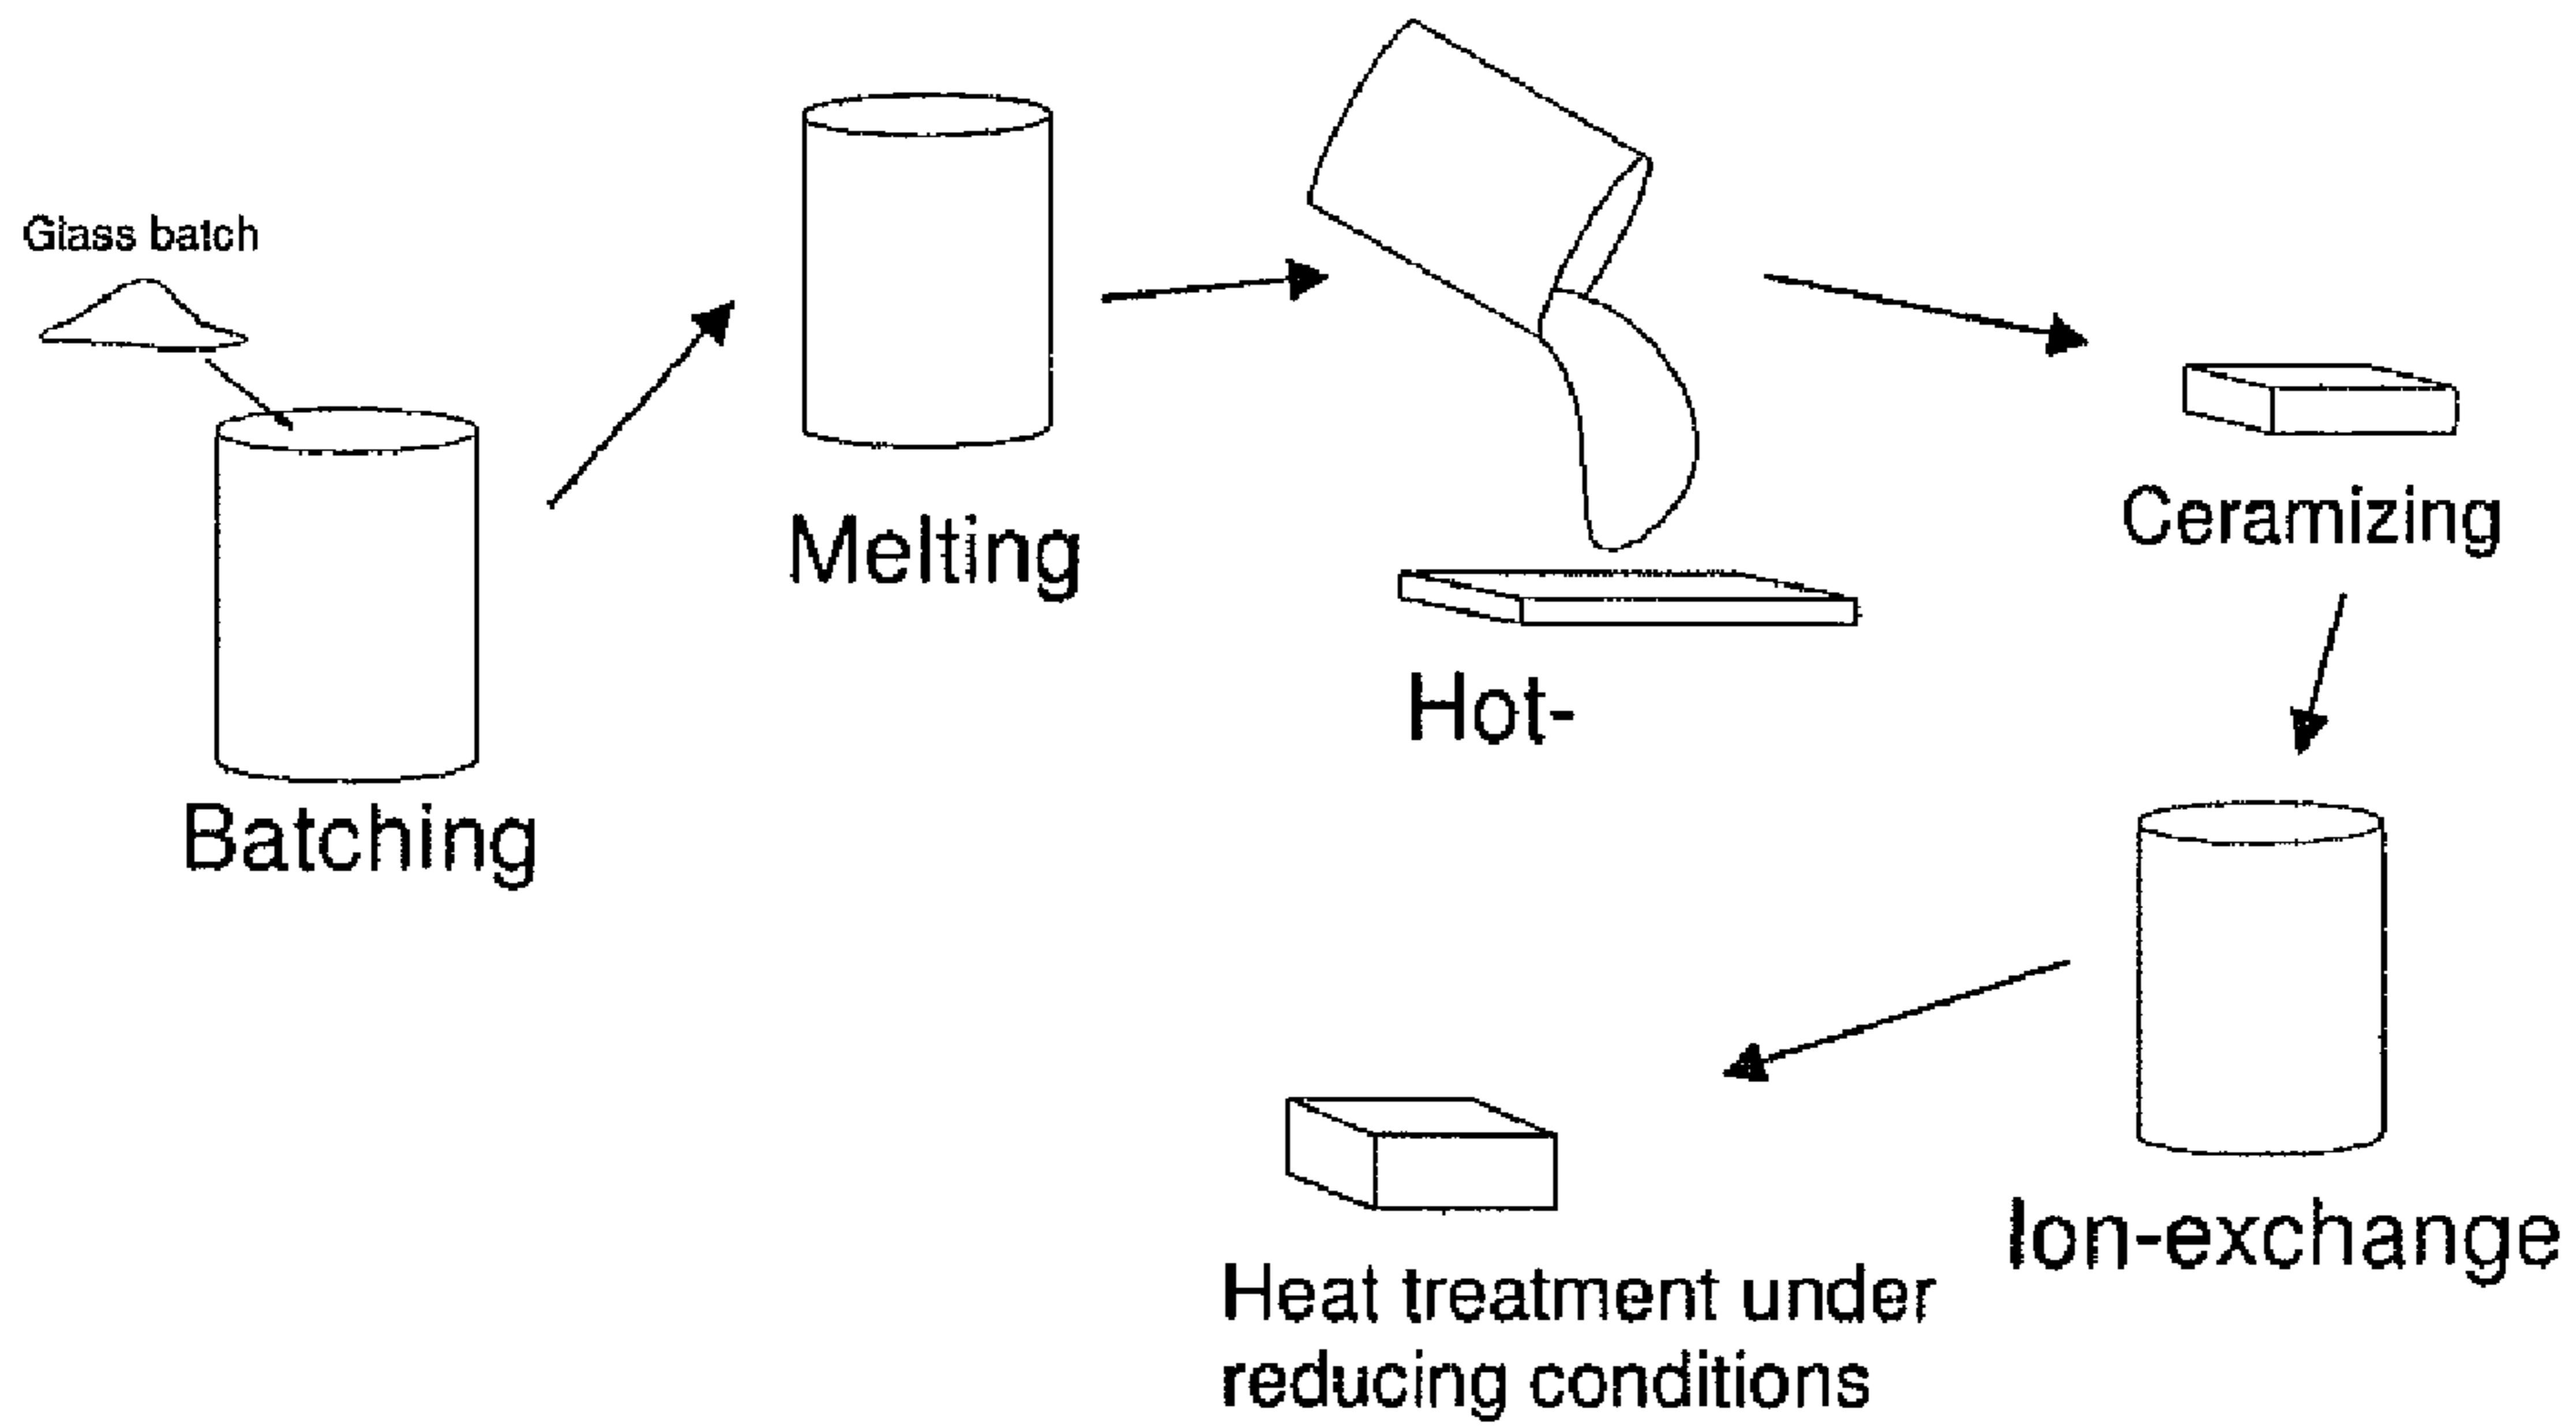 Glass batch
Batching
Melting
Hot-
Ceramizing
Ion-exchange
Heat treatment under
reducing conditions